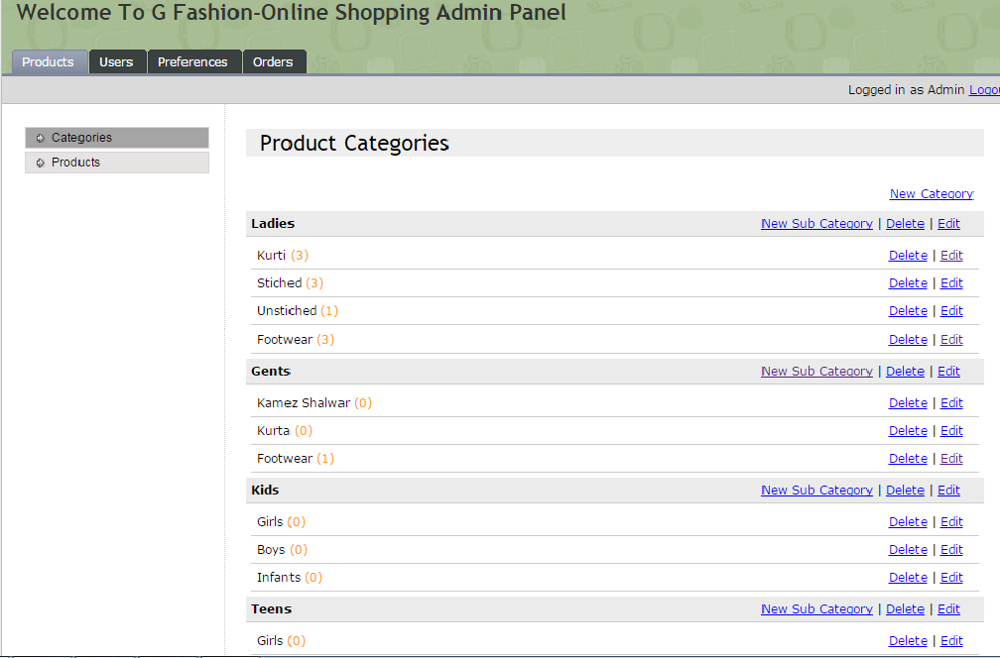 Welcome To G Fashion-Online Shopping Admin Panel
Products Users Preferences Orders
Logged in as Admin Logou
Categories
Products
Product Categories
New Category
Ladies New Sub Category | Delete | Edit
Kurti (3) Delete | Edit
Stiched (3) Delete | Edit
Unstiched (1) Delete | Edit
Footwear (3) Delete | Edit
Gents New Sub Category | Delete | Edit
Kamez Shalwar (0) Delete | Edit
Kurta (0) Delete | Edit
Footwear (1) Delete | Edit
Kids New Sub Category | Delete | Edit
Girls (0) Delete | Edit
Boys (0) Delete | Edit
Infants (0) Delete | Edit
Teens New Sub Category | Delete | Edit
Girls (0) Delete | Edit